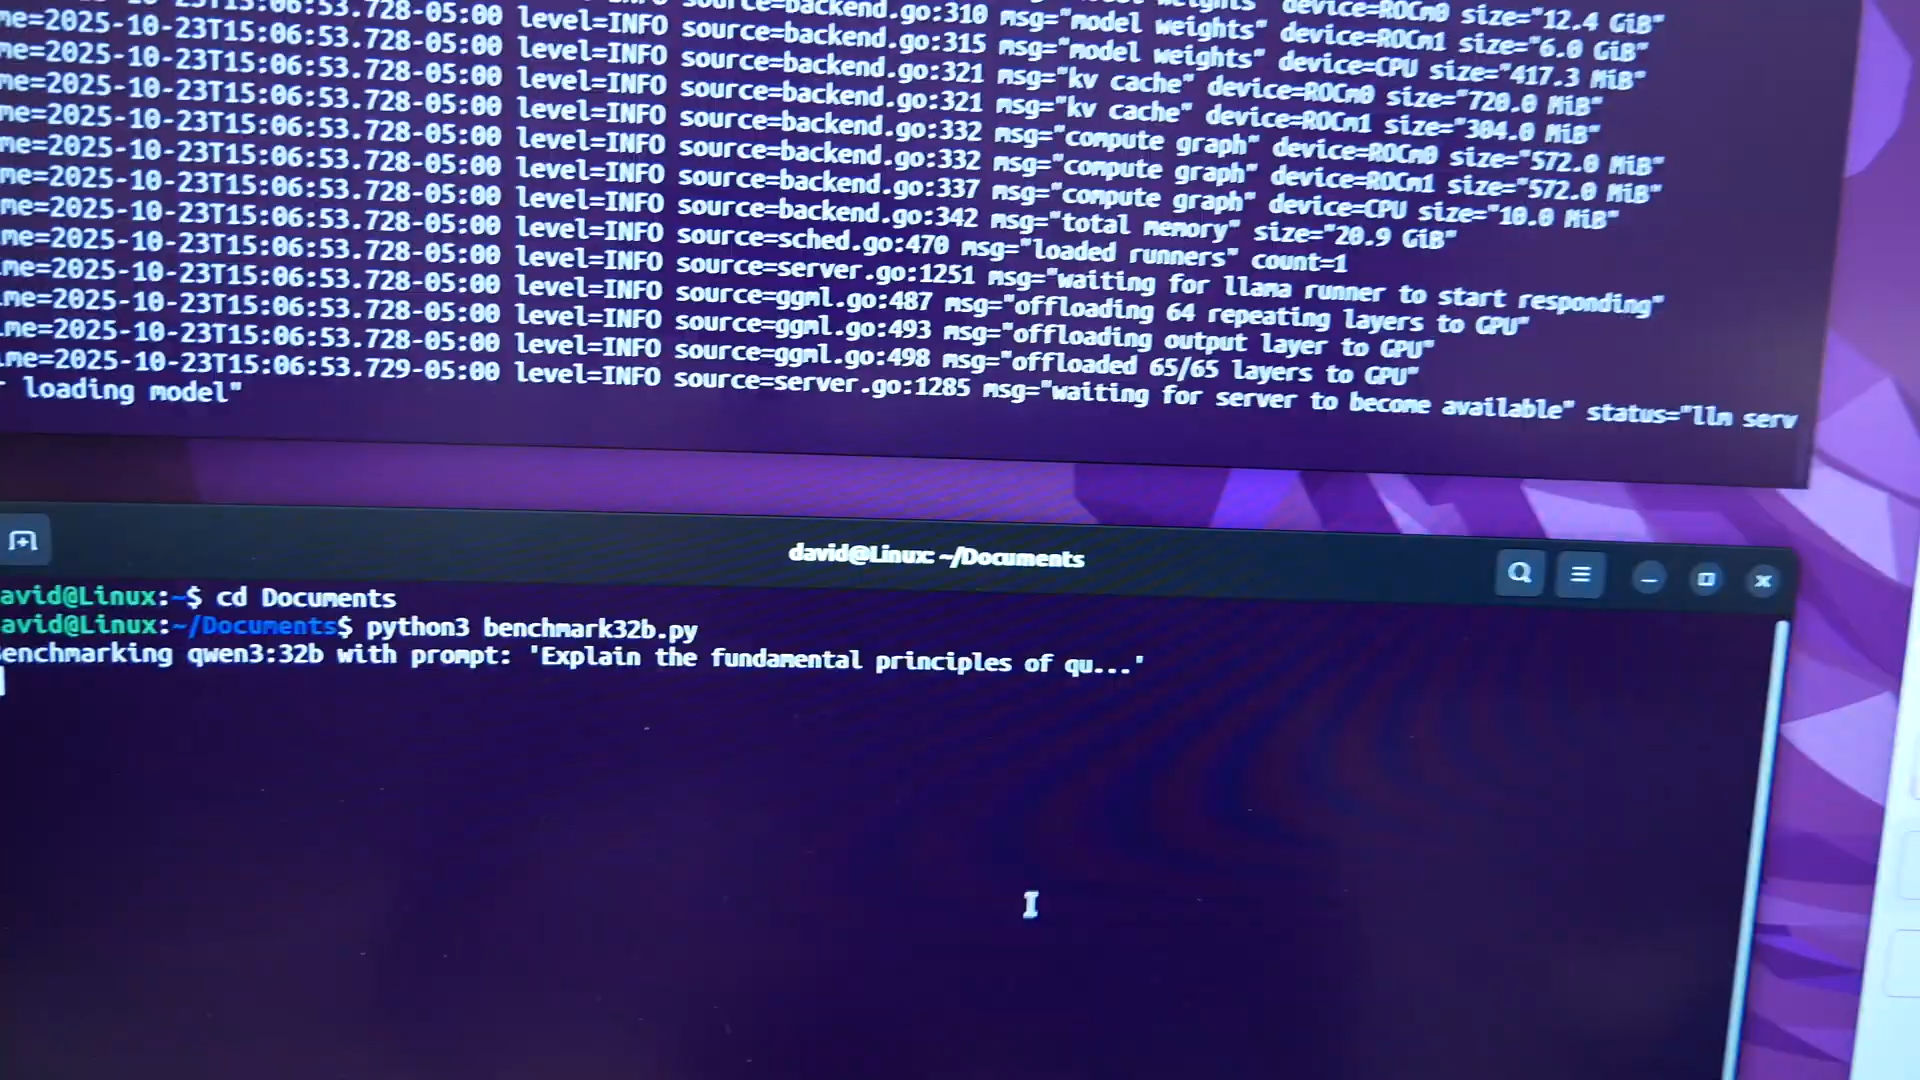 source=backend.go:310 msg="model weights" device=ROCm0 size="12.4 GiB"
me=2025-10-23T15:06:53.728-05:00 level=INFO source=backend.go:315 msg="model weights" device=ROCm1 size="6.0 GiB"
me=2025-10-23T15:06:53.728-05:00 level=INFO source=backend.go:321 msg="model weights" device=CPU size="417.3 MiB"
me=2025-10-23T15:06:53.728-05:00 level=INFO source=backend.go:321 msg="kv cache" device=ROCm0 size="720.0 MiB"
me=2025-10-23T15:06:53.728-05:00 level=INFO source=backend.go:332 msg="kv cache" device=ROCm1 size="304.0 MiB"
me=2025-10-23T15:06:53.728-05:00 level=INFO source=backend.go:332 msg="compute graph" device=ROCm0 size="572.0 MiB"
me=2025-10-23T15:06:53.728-05:00 level=INFO source=backend.go:337 msg="compute graph" device=ROCm1 size="572.0 MiB"
me=2025-10-23T15:06:53.728-05:00 level=INFO source=backend.go:342 msg="compute graph" device=CPU size="10.0 MiB"
me=2025-10-23T15:06:53.728-05:00 level=INFO source=sched.go:470 msg="total memory" size="20.9 GiB"
me=2025-10-23T15:06:53.728-05:00 level=INFO source=server.go:1251 msg="loaded runners" count=1
me=2025-10-23T15:06:53.728-05:00 level=INFO source=ggml.go:487 msg="waiting for llama runner to start responding"
me=2025-10-23T15:06:53.728-05:00 level=INFO source=ggml.go:493 msg="offloading 64 repeating layers to GPU"
me=2025-10-23T15:06:53.728-05:00 level=INFO source=ggml.go:498 msg="offloading output layer to GPU"
me=2025-10-23T15:06:53.729-05:00 level=INFO source=server.go:1285 msg="offloaded 65/65 layers to GPU"
msg="waiting for server to become available" status="llm serv
r loading model"
david@Linux: ~/Documents
avid@Linux:~$ cd Documents
avid@Linux:~/Documents$ python3 benchmark32b.py
enchmarking qwen3:32b with prompt: 'Explain the fundamental principles of qu...'